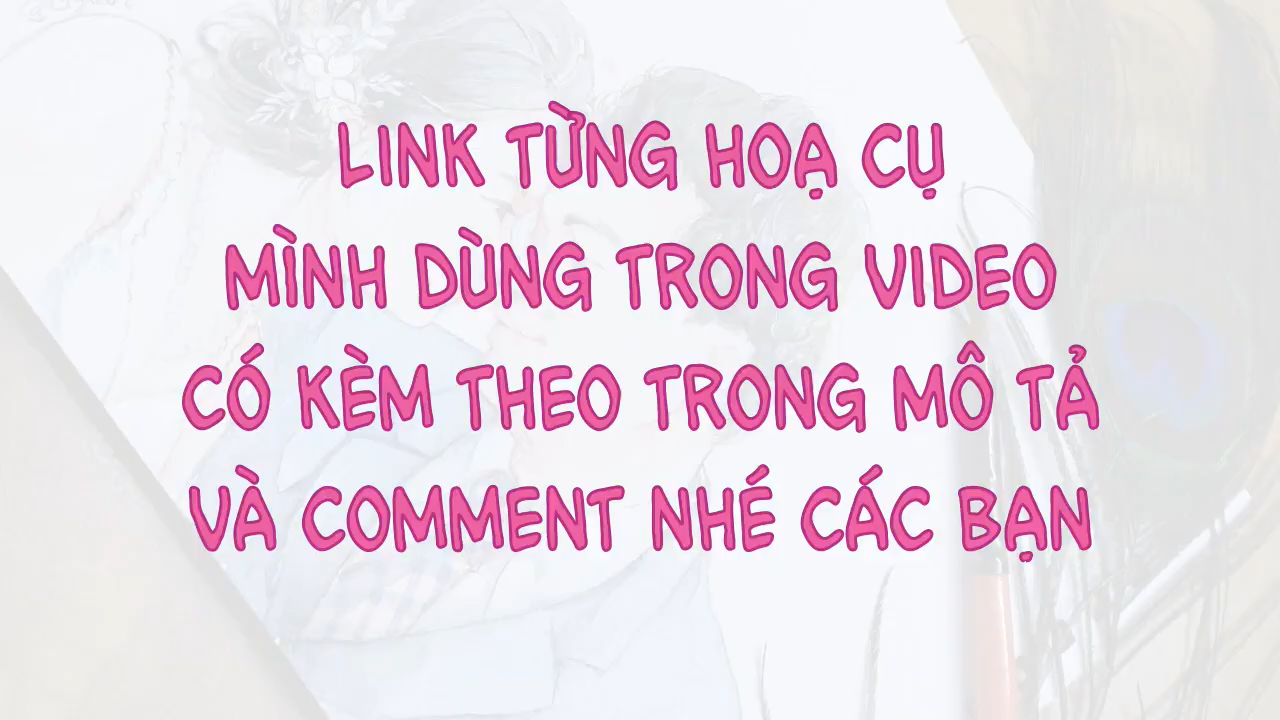 LINK TỪNG HOẠ CỤ
MÌNH DÙNG TRONG VIDEO
CÓ KÈM THEO TRONG MÔ TẢ
VÀ COMMENT NHÉ CÁC BẠN